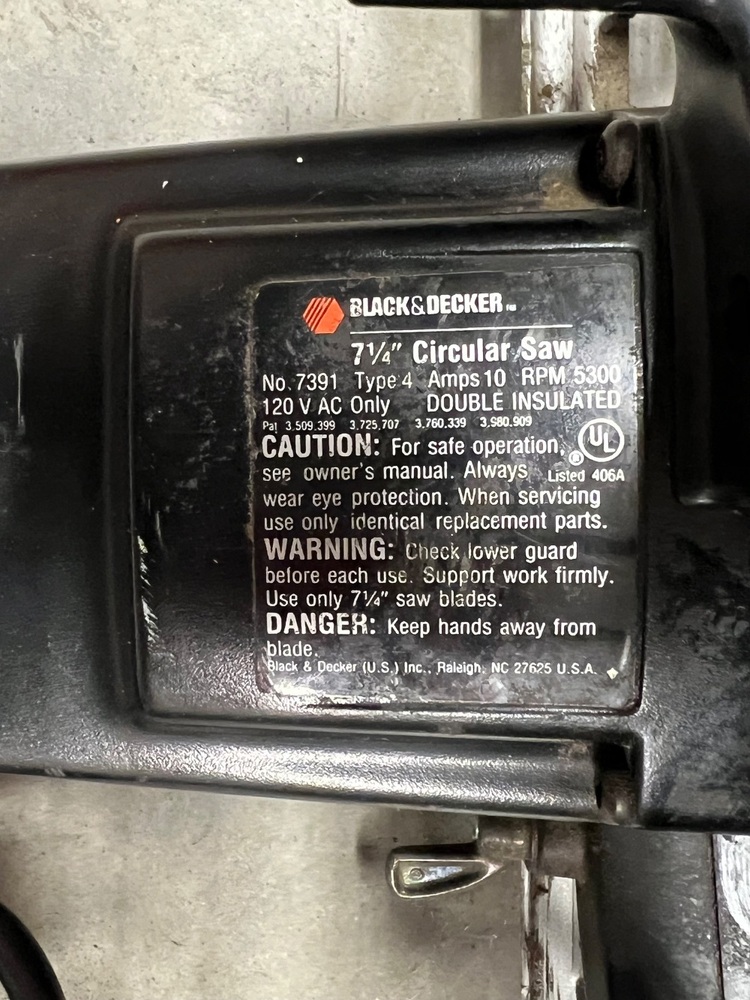 BLACK&DECKER
7¼" Circular Saw
No. 7391 Type 4 Amps 10 RPM 5300
120 V AC Only DOUBLE INSULATED
Pat 3,509,399 3,725,707 3,760,339 3,980,909
CAUTION: For safe operation, ® UL
see owner's manual. Always Listed 406A
wear eye protection. When servicing
use only identical replacement parts.
WARNING: Check lower guard
before each use. Support work firmly.
Use only 7¼" saw blades.
DANGER: Keep hands away from
blade.
Black & Decker (U.S.) Inc., Raleigh, NC 27625 U.S.A.